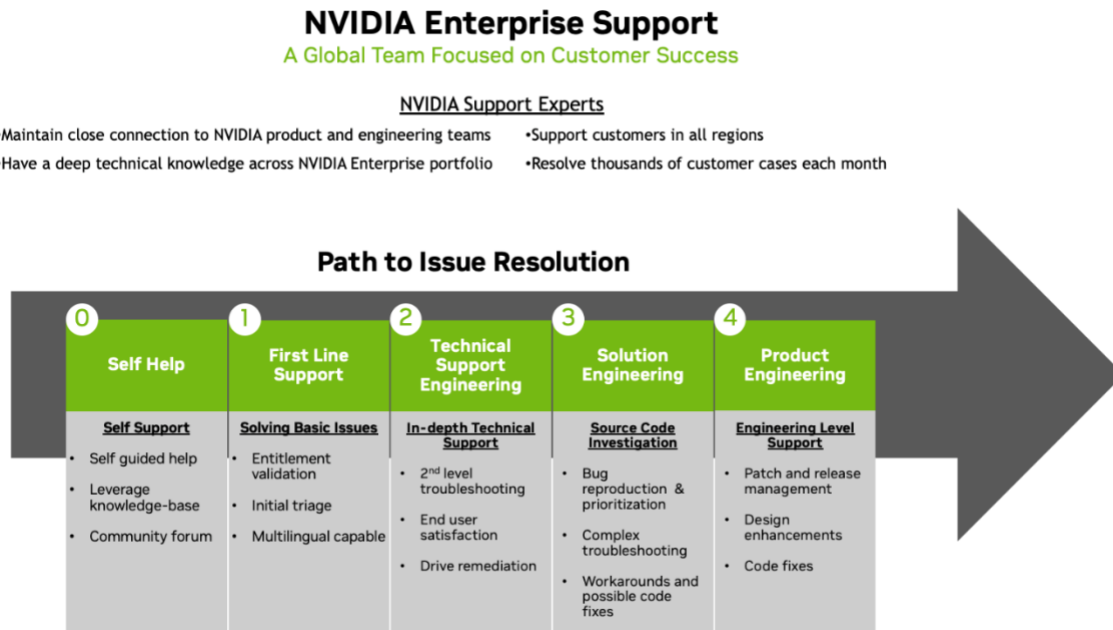 NVIDIA Enterprise Support
A Global Team Focused on Customer Success
NVIDIA Support Experts
•Maintain close connection to NVIDIA product and engineering teams
•Have a deep technical knowledge across NVIDIA Enterprise portfolio
•Support customers in all regions
•Resolve thousands of customer cases each month
Path to Issue Resolution
0
Self Help
Self Support
• Self guided help
• Leverage
knowledge-base
• Community forum
1
First Line
Support
Solving Basic Issues
• Entitlement
validation
• Initial triage
• Multilingual capable
2
Technical
Support
Engineering
In-depth Technical
Support
• 2nd level
troubleshooting
• End user
satisfaction
• Drive remediation
3
Solution
Engineering
Source Code
Investigation
• Bug
reproduction &
prioritization
• Complex
troubleshooting
• Workarounds and
possible code
fixes
4
Product
Engineering
Engineering Level
Support
• Patch and release
management
• Design
enhancements
• Code fixes